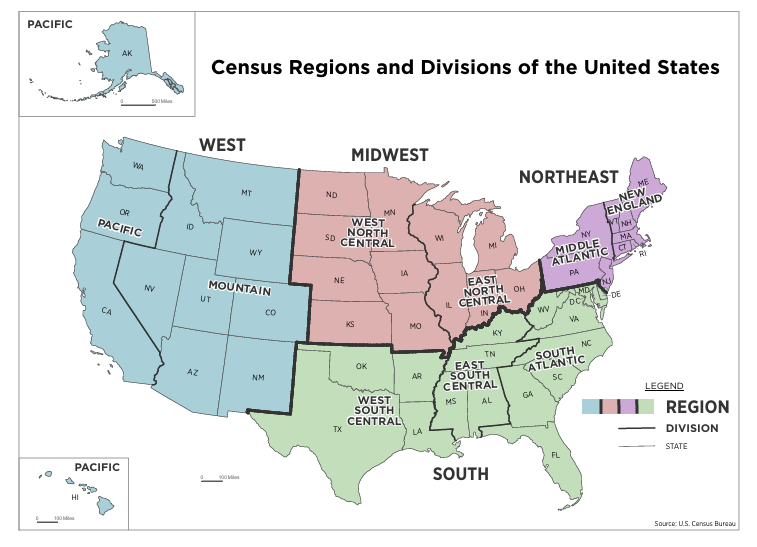 PACIFIC
AK
0 500 Miles
Census Regions and Divisions of the United States
WEST
MIDWEST
NORTHEAST
WA
MT
ND
MN
ME
NEW
ENGLAND
VT
NH
OR
PACIFIC
ID
SD
WEST
NORTH
CENTRAL
WI
MI
NY
MA
CT
RI
MIDDLE
ATLANTIC
WY
NE
IA
EAST
NORTH
CENTRAL
OH
PA
NJ
NV
UT
MOUNTAIN
CO
IL
IN
MD
DE
DC
WV
CA
KS
MO
KY
VA
NC
TN
AZ
NM
OK
AR
EAST
SOUTH
CENTRAL
SOUTH
ATLANTIC
SC
MS
AL
GA
WEST
SOUTH
CENTRAL
TX
LA
FL
LEGEND
REGION
DIVISION
STATE
SOUTH
0 100 Miles
PACIFIC
HI
0 100 Miles
Source: U.S. Census Bureau